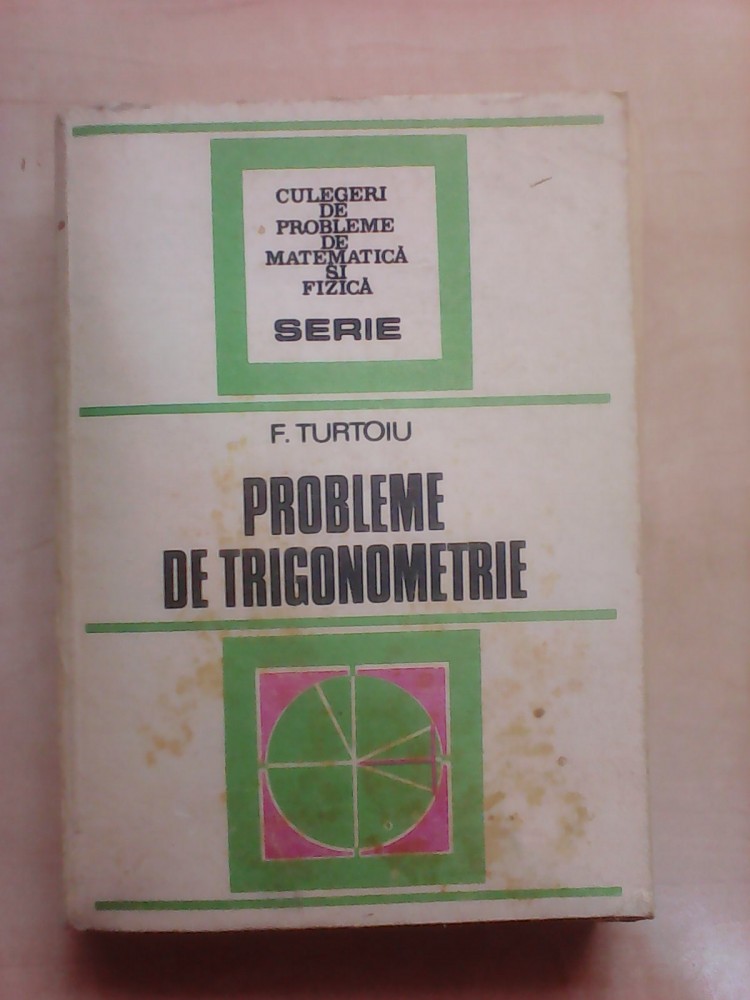 CULEGERI
DE
PROBLEME
DE
MATEMATICĂ
ŞI
FIZICĂ
SERIE
F. TURTOIU
PROBLEME
DE TRIGONOMETRIE